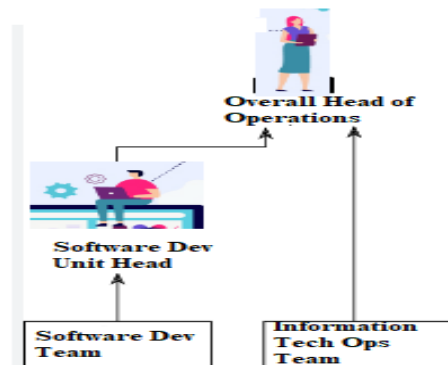 Overall Head of
Operations
Software Dev
Unit Head
Software Dev
Team
Information
Tech Ops
Team